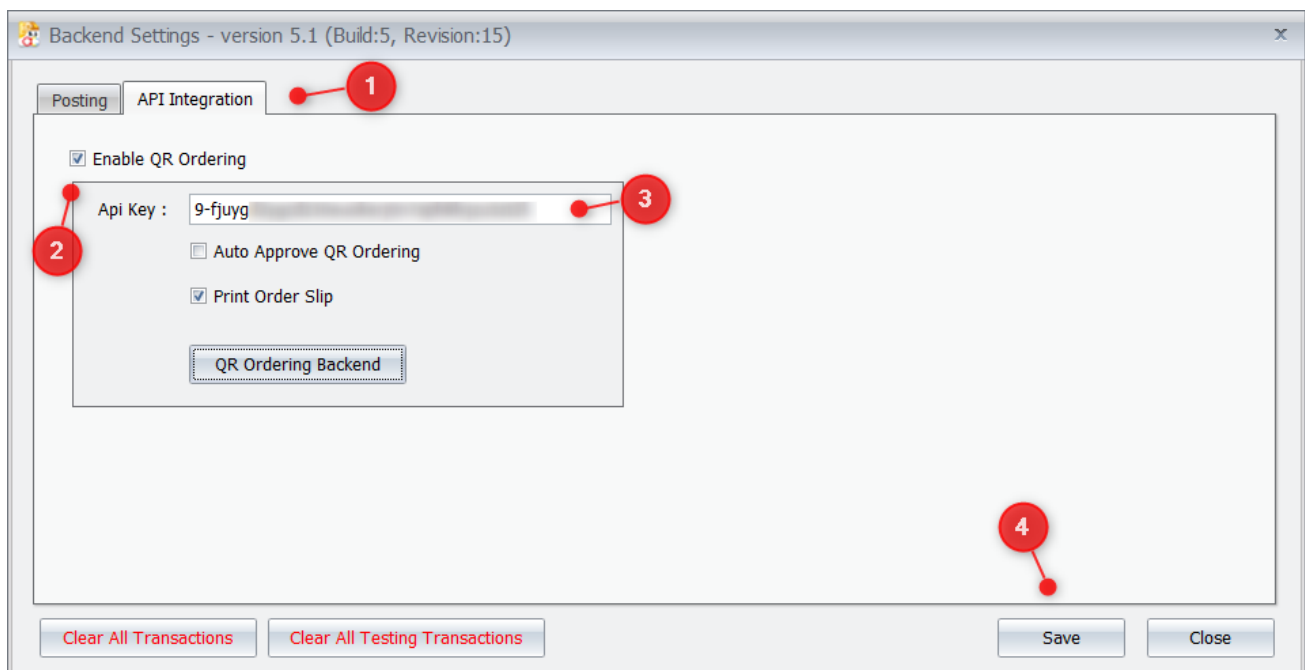 Backend Settings - version 5.1 (Build:5, Revision:15) x
Posting API Integration 1
Enable QR Ordering
Api Key : 9-fjuyg 3
2 Auto Approve QR Ordering
Print Order Slip
QR Ordering Backend
4
Clear All Transactions Clear All Testing Transactions Save Close